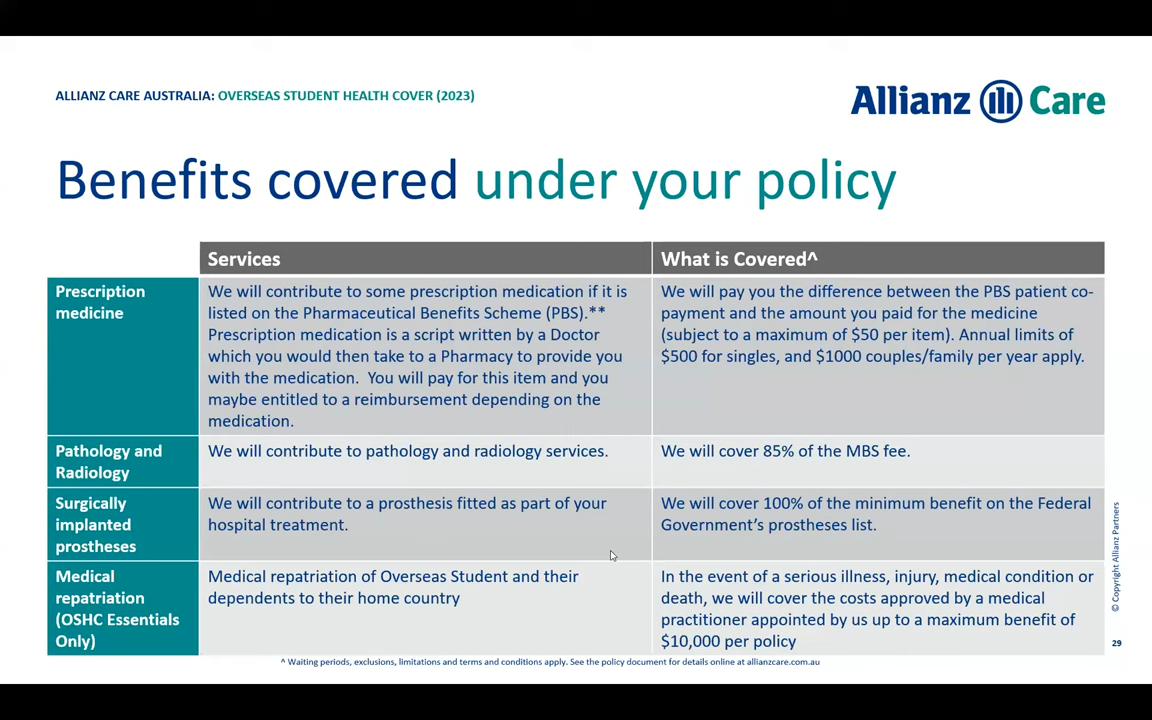 ALLIANZ CARE AUSTRALIA: OVERSEAS STUDENT HEALTH COVER (2023)
Allianz Care
Benefits covered under your policy
Services
What is Covered^
Prescription
medicine
We will contribute to some prescription medication if it is
listed on the Pharmaceutical Benefits Scheme (PBS).**
Prescription medication is a script written by a Doctor
which you would then take to a Pharmacy to provide you
with the medication.  You will pay for this item and you
maybe entitled to a reimbursement depending on the
medication.
We will pay you the difference between the PBS patient co-
payment and the amount you paid for the medicine
(subject to a maximum of $50 per item). Annual limits of
$500 for singles, and $1000 couples/family per year apply.
Pathology and
Radiology
We will contribute to pathology and radiology services.
We will cover 85% of the MBS fee.
Surgically
implanted
prostheses
We will contribute to a prosthesis fitted as part of your
hospital treatment.
We will cover 100% of the minimum benefit on the Federal
Government's prostheses list.
Medical
repatriation
(OSHC Essentials
Only)
Medical repatriation of Overseas Student and their
dependents to their home country
In the event of a serious illness, injury, medical condition or
death, we will cover the costs approved by a medical
practitioner appointed by us up to a maximum benefit of
$10,000 per policy
© Copyright Allianz Partners
29
^ Waiting periods, exclusions, limitations and terms and conditions apply. See the policy document for details online at allianzcare.com.au